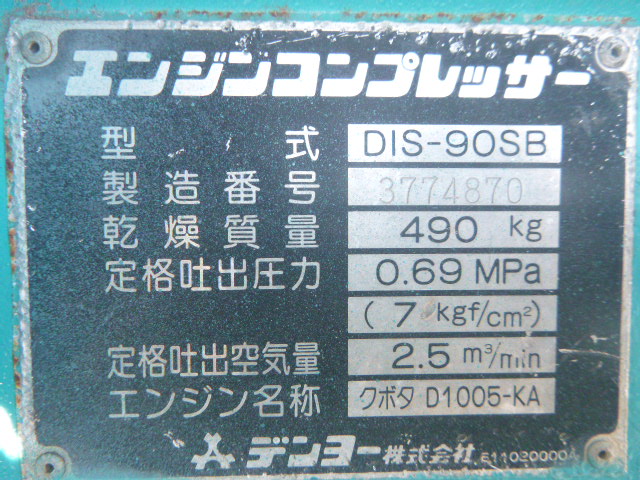 エンジンコンプレッサー
型式 DIS-90SB
製造番号 3774870
乾燥質量 490 kg
定格吐出圧力 0.69 MPa
(7 kgf/cm²)
定格吐出空気量 2.5 m³/min
エンジン名称 クボタ D1005-KA
デンヨー株式会社 E110200004